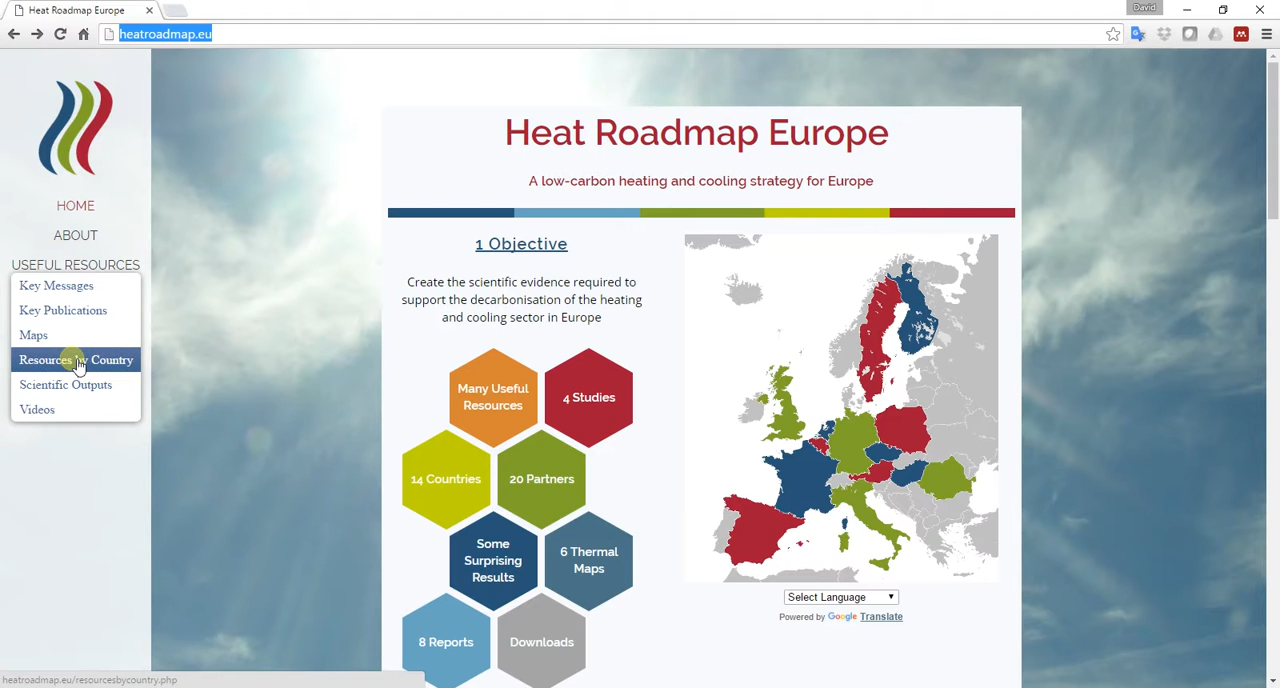 Heat Roadmap Europe
David
heatroadmap.eu
HOME
ABOUT
USEFUL RESOURCES
Key Messages
Key Publications
Maps
Resources by Country
Scientific Outputs
Videos
Heat Roadmap Europe
A low-carbon heating and cooling strategy for Europe
1 Objective
Create the scientific evidence required to
support the decarbonisation of the heating
and cooling sector in Europe
Many Useful
Resources
4 Studies
14 Countries
20 Partners
Some
Surprising
Results
6 Thermal
Maps
8 Reports
Downloads
Select Language
Powered by Google Translate
heatroadmap.eu/resourcesbycountry.php